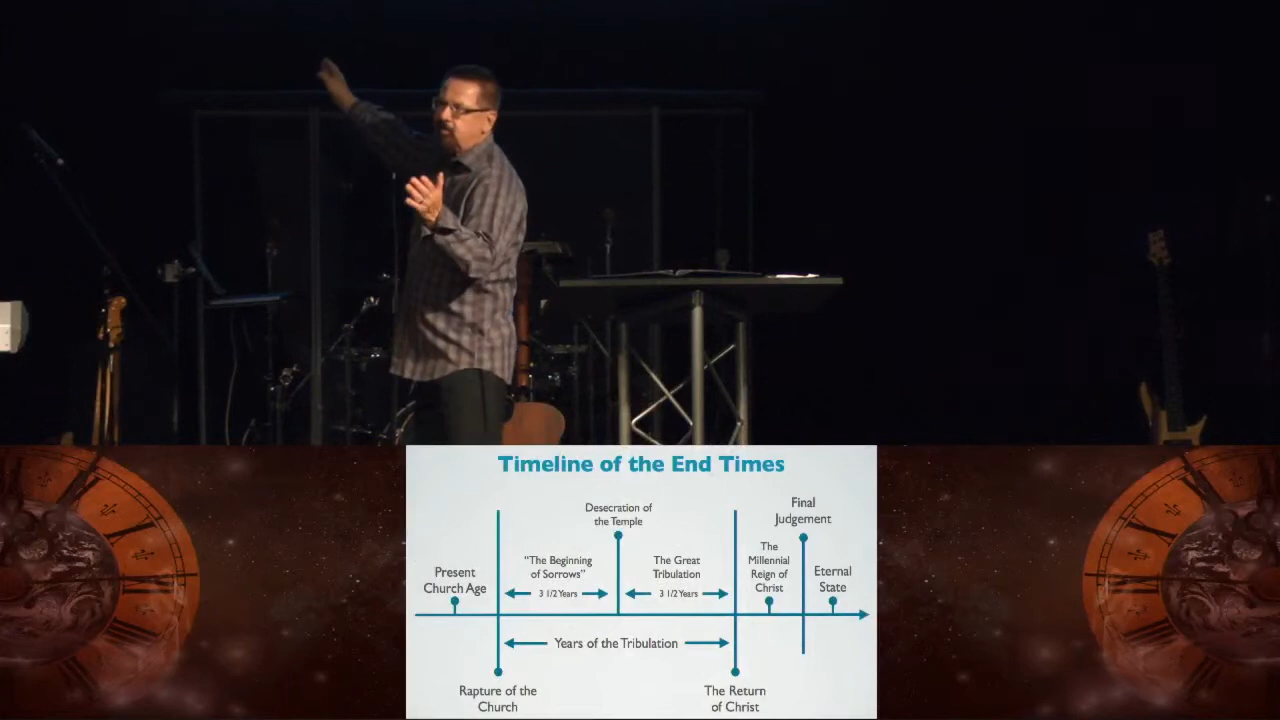 Timeline of the End Times
Desecration of
the Temple
Final
Judgement
"The Beginning
of Sorrows"
3 1/2 Years
The Great
Tribulation
3 1/2 Years
The
Millennial
Reign of
Christ
Present
Church Age
Eternal
State
Years of the Tribulation
Rapture of the
Church
The Return
of Christ